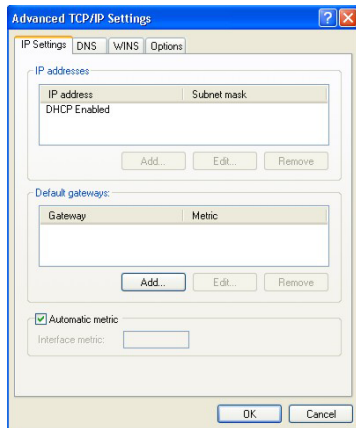 Advanced TCP/IP Settings
IP Settings DNS WINS Options
IP addresses
IP address Subnet mask
DHCP Enabled
Add... Edit... Remove
Default gateways:
Gateway Metric
Add... Edit... Remove
Automatic metric
Interface metric:
OK Cancel